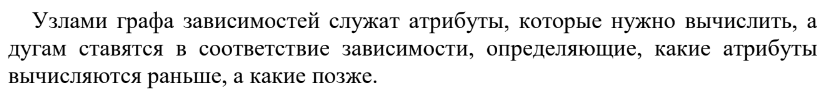 Узлами графа зависимостей служат атрибуты, которые нужно вычислить, а
дугам ставятся в соответствие зависимости, определяющие, какие атрибуты
вычисляются раньше, а какие позже.